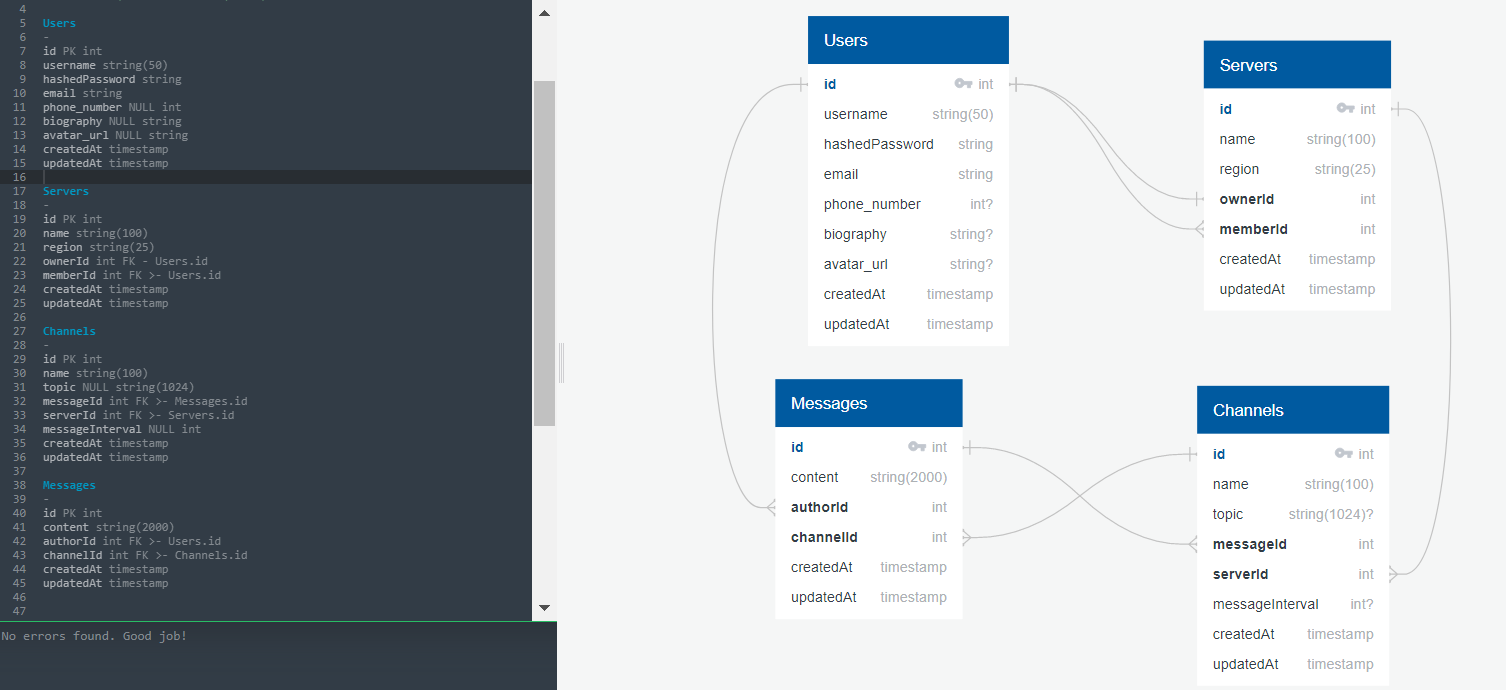 4
5 Users
6 -
7 id PK int
8 username string(50)
9 hashedPassword string
10 email string
11 phone_number NULL int
12 biography NULL string
13 avatar_url NULL string
14 createdAt timestamp
15 updatedAt timestamp
16
17 Servers
18 -
19 id PK int
20 name string(100)
21 region string(25)
22 ownerId int FK - Users.id
23 memberId int FK >- Users.id
24 createdAt timestamp
25 updatedAt timestamp
26
27 Channels
28 -
29 id PK int
30 name string(100)
31 topic NULL string(1024)
32 messageId int FK >- Messages.id
33 serverId int FK >- Servers.id
34 messageInterval NULL int
35 createdAt timestamp
36 updatedAt timestamp
37
38 Messages
39 -
40 id PK int
41 content string(2000)
42 authorId int FK >- Users.id
43 channelId int FK >- Channels.id
44 createdAt timestamp
45 updatedAt timestamp
46
47
No errors found. Good job!
Users
id int
username string(50)
hashedPassword string
email string
phone_number int?
biography string?
avatar_url string?
createdAt timestamp
updatedAt timestamp
Servers
id int
name string(100)
region string(25)
ownerId int
memberId int
createdAt timestamp
updatedAt timestamp
Messages
id int
content string(2000)
authorId int
channelId int
createdAt timestamp
updatedAt timestamp
Channels
id int
name string(100)
topic string(1024)?
messageId int
serverId int
messageInterval int?
createdAt timestamp
updatedAt timestamp